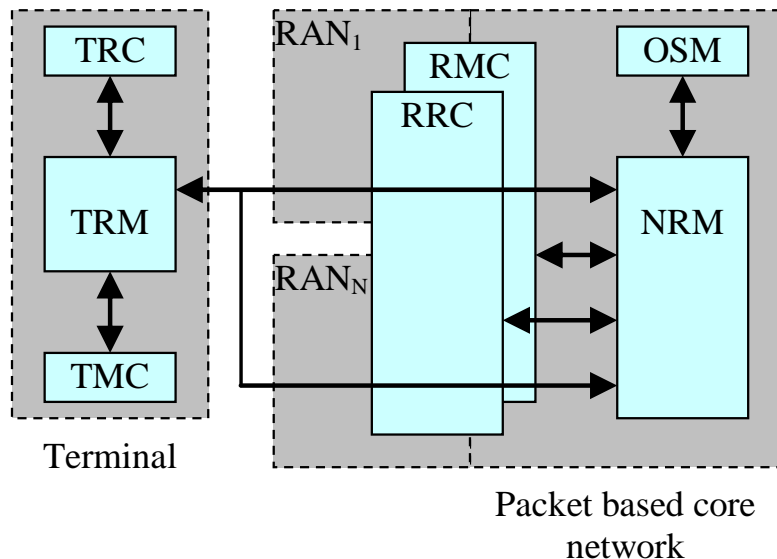 TRC
TRM
TMC
Terminal
RAN₁
RANN
RMC
RRC
OSM
NRM
Packet based core
network